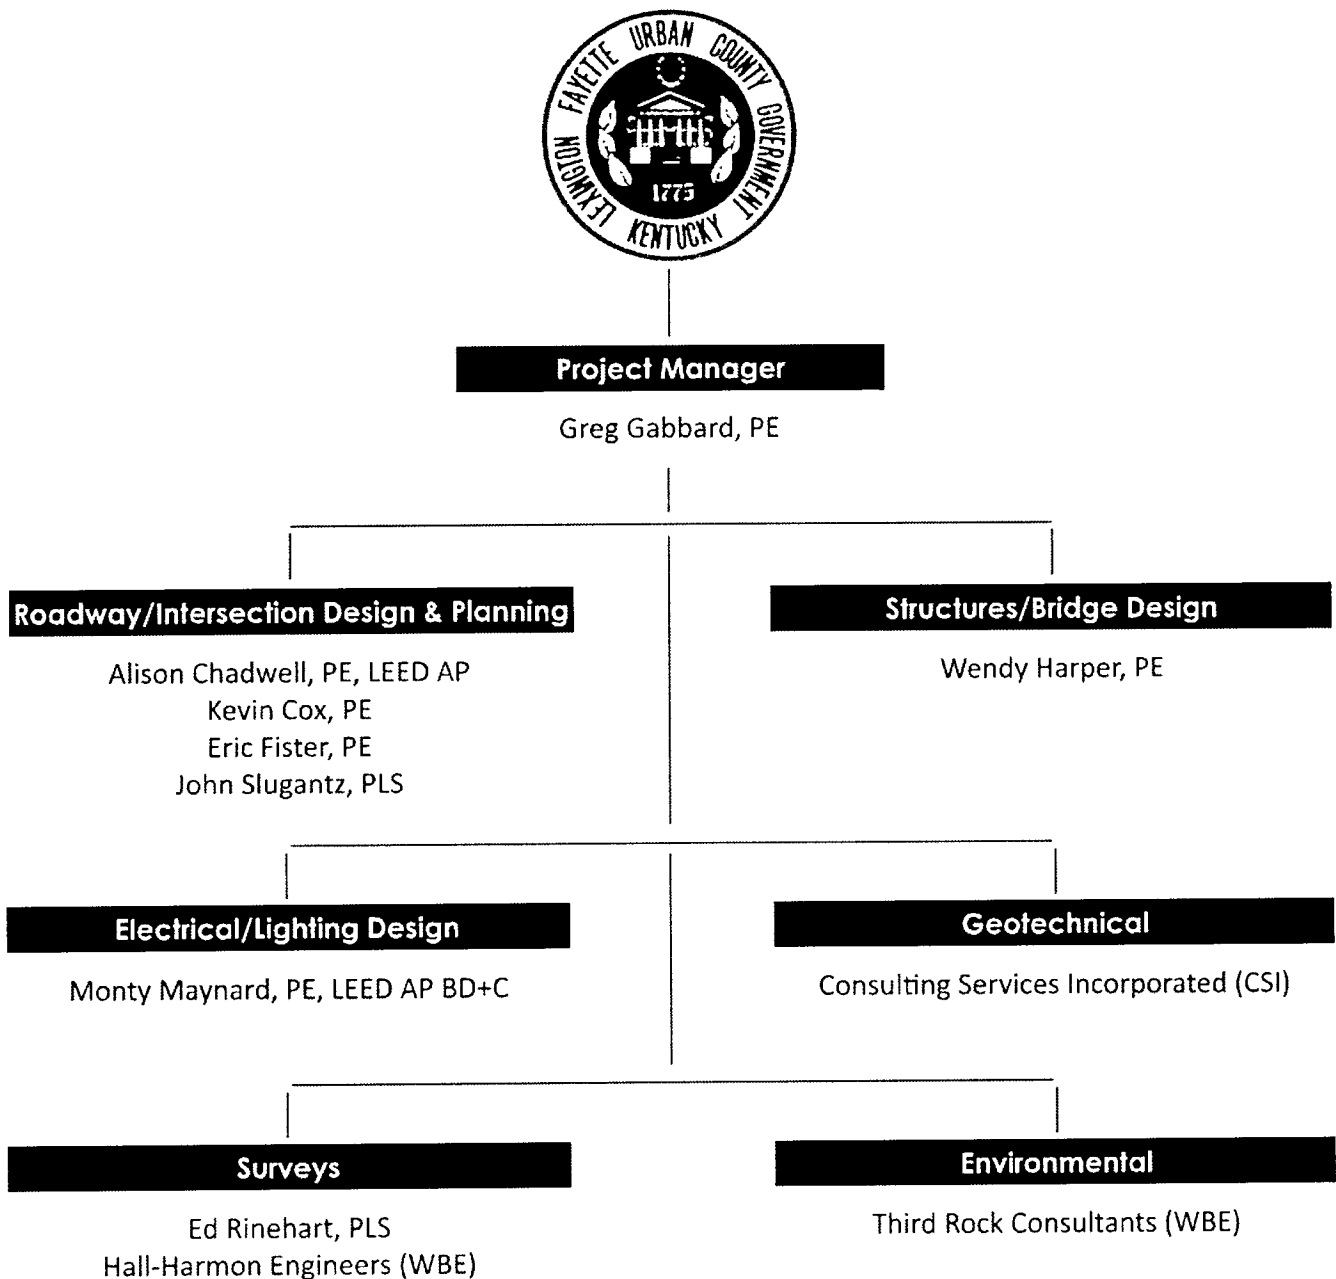 LEXINGTON FAYETTE URBAN COUNTY GOVERNMENT
KENTUCKY
1775
Project Manager
Greg Gabbard, PE
Roadway/Intersection Design & Planning
Alison Chadwell, PE, LEED AP
Kevin Cox, PE
Eric Fister, PE
John Slugantz, PLS
Structures/Bridge Design
Wendy Harper, PE
Electrical/Lighting Design
Monty Maynard, PE, LEED AP BD+C
Geotechnical
Consulting Services Incorporated (CSI)
Surveys
Ed Rinehart, PLS
Hall-Harmon Engineers (WBE)
Environmental
Third Rock Consultants (WBE)